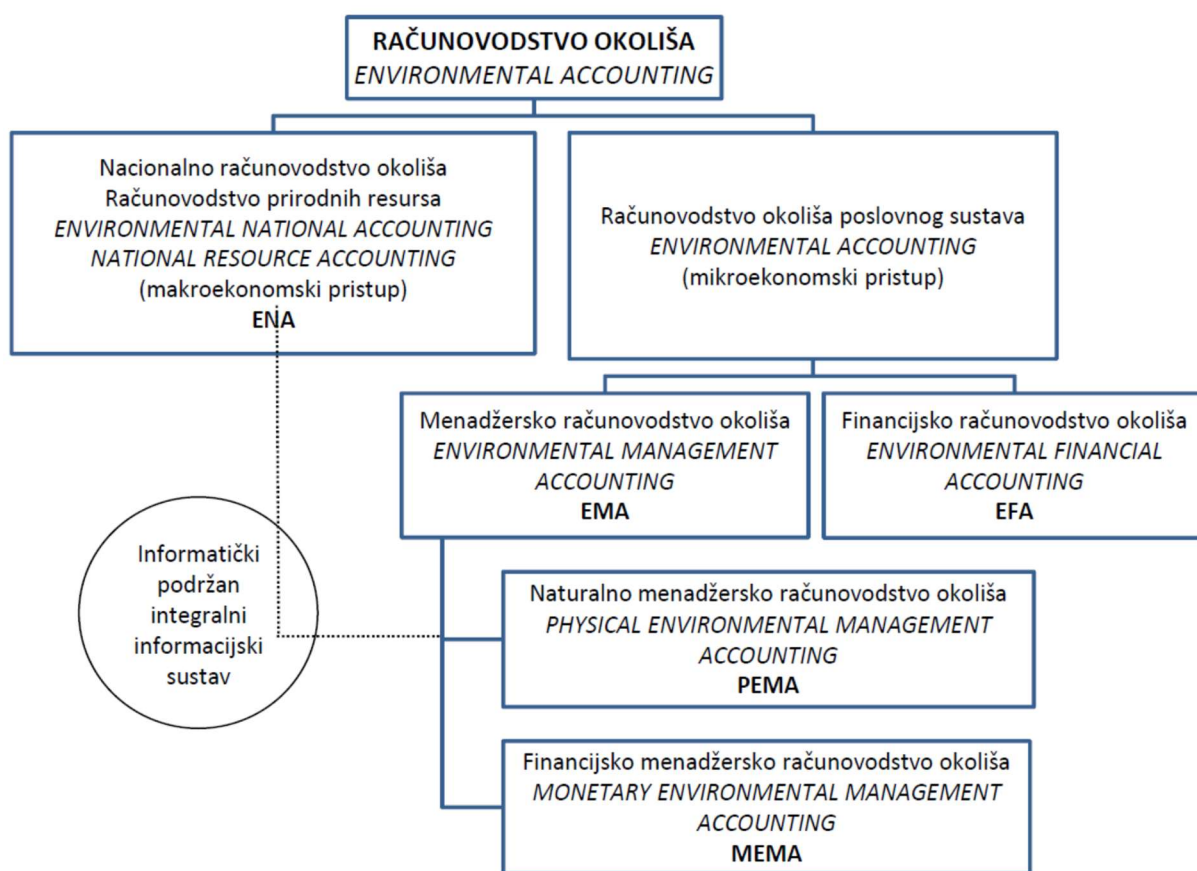 RAČUNOVODSTVO OKOLIŠA
ENVIRONMENTAL ACCOUNTING
Nacionalno računovodstvo okoliša
Računovodstvo prirodnih resursa
ENVIRONMENTAL NATIONAL ACCOUNTING
NATIONAL RESOURCE ACCOUNTING
(makroekonomski pristup)
ENA
Računovodstvo okoliša poslovnog sustava
ENVIRONMENTAL ACCOUNTING
(mikroekonomski pristup)
Menadžersko računovodstvo okoliša
ENVIRONMENTAL MANAGEMENT
ACCOUNTING
EMA
Financijsko računovodstvo okoliša
ENVIRONMENTAL FINANCIAL
ACCOUNTING
EFA
Informatički
podržan
integralni
informacijski
sustav
Naturalno menadžersko računovodstvo okoliša
PHYSICAL ENVIRONMENTAL MANAGEMENT
ACCOUNTING
PEMA
Financijsko menadžersko računovodstvo okoliša
MONETARY ENVIRONMENTAL MANAGEMENT
ACCOUNTING
MEMA